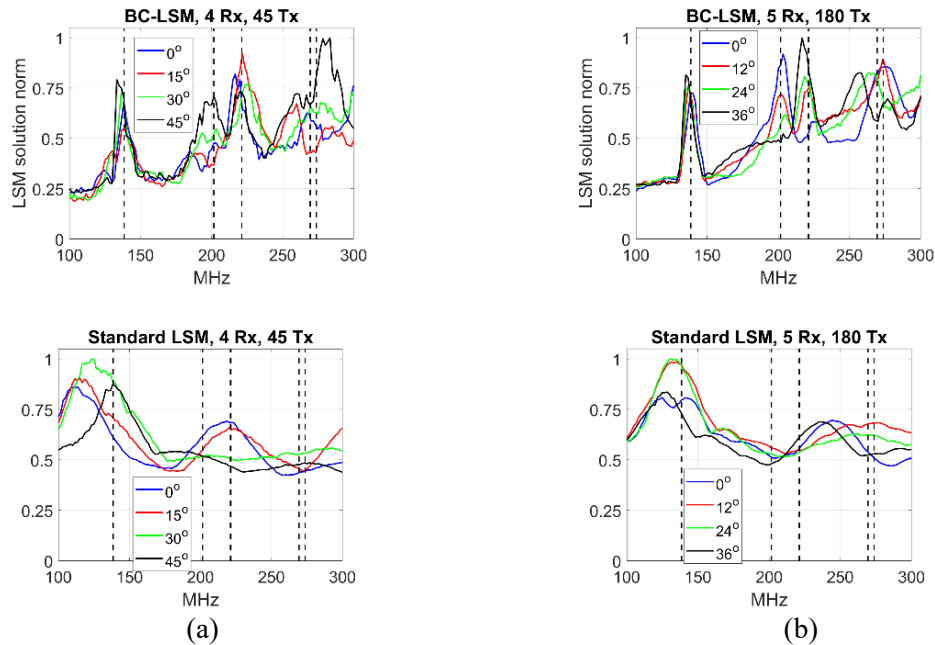 BC-LSM, 4 Rx, 45 Tx
1
0.75
0.5
0.25
0
LSM solution norm
0°
15°
30°
45°
100 150 200 250 300
MHz
BC-LSM, 5 Rx, 180 Tx
1
0.75
0.5
0.25
0
LSM solution norm
0°
12°
24°
36°
100 150 200 250 300
MHz
Standard LSM, 4 Rx, 45 Tx
1
0.75
0.5
0.25
0
0°
15°
30°
45°
100 150 200 250 300
MHz
Standard LSM, 5 Rx, 180 Tx
1
0.75
0.5
0.25
0
0°
12°
24°
36°
100 150 200 250 300
MHz
(a)
(b)